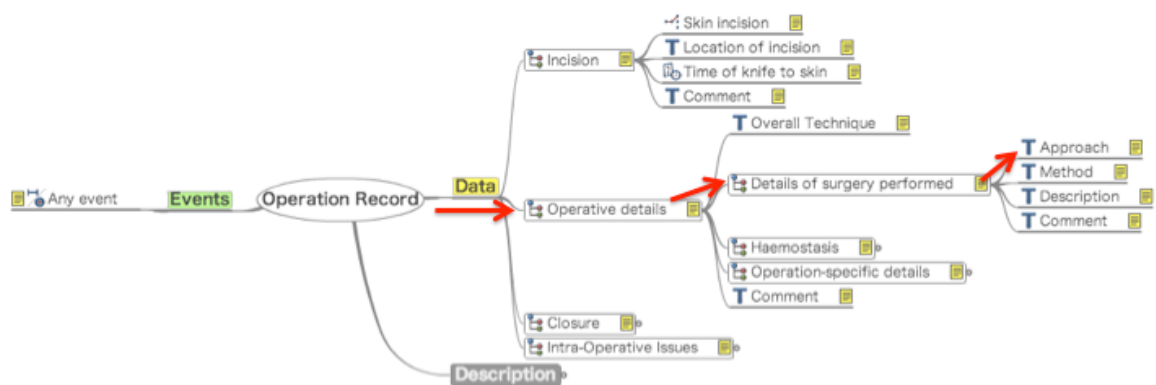 Any event
Events
Operation Record
Data
Incision
Skin incision
Location of incision
Time of knife to skin
Comment
Operative details
Overall Technique
Details of surgery performed
Approach
Method
Description
Comment
Haemostasis
Operation-specific details
Comment
Closure
Intra-Operative Issues
Description